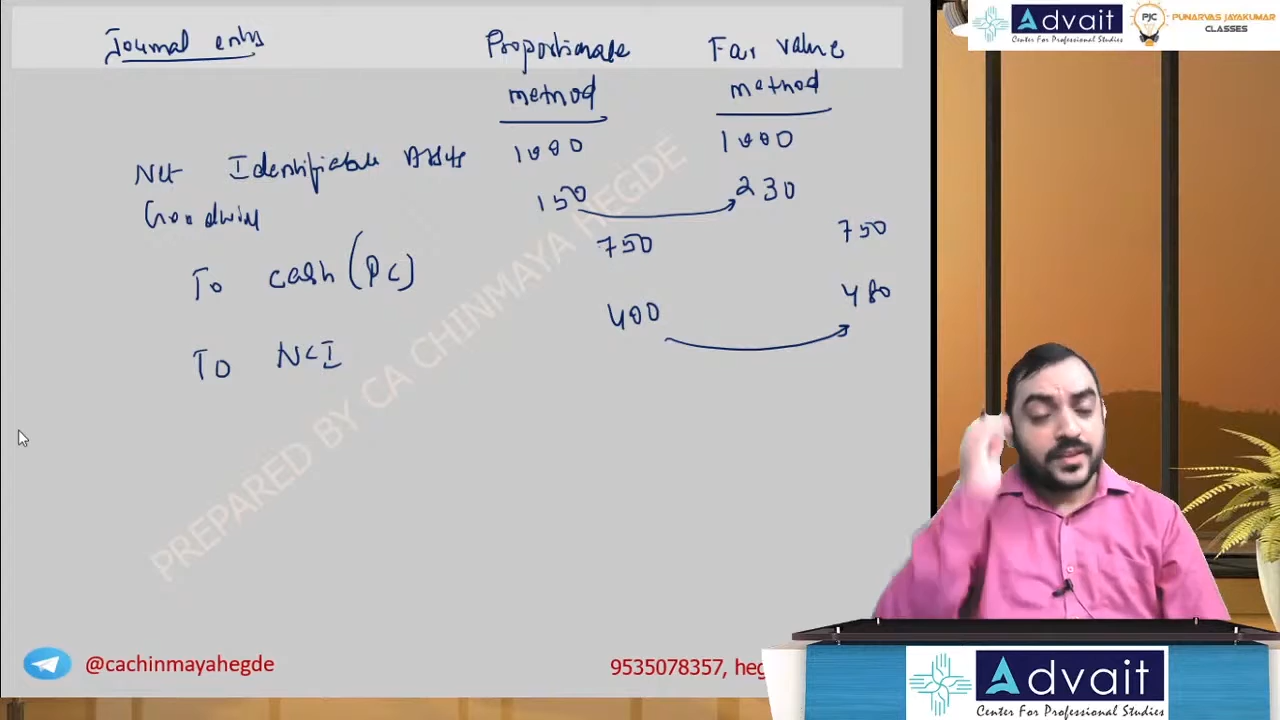 Journal entry
Proportionate method
Fair value method
Net Identifiable Assets 1000 1000
Goodwill 150 230
To cash (PC) 750 750
To NCI 400 480
PREPARED BY CA CHINMAYA HEGDE
@cachinmayahegde
9535078357, heg
Advait
Center For Professional Studies
PJC
PUNARVAS JAYAKUMAR
CLASSES
Advait
Center For Professional Studies